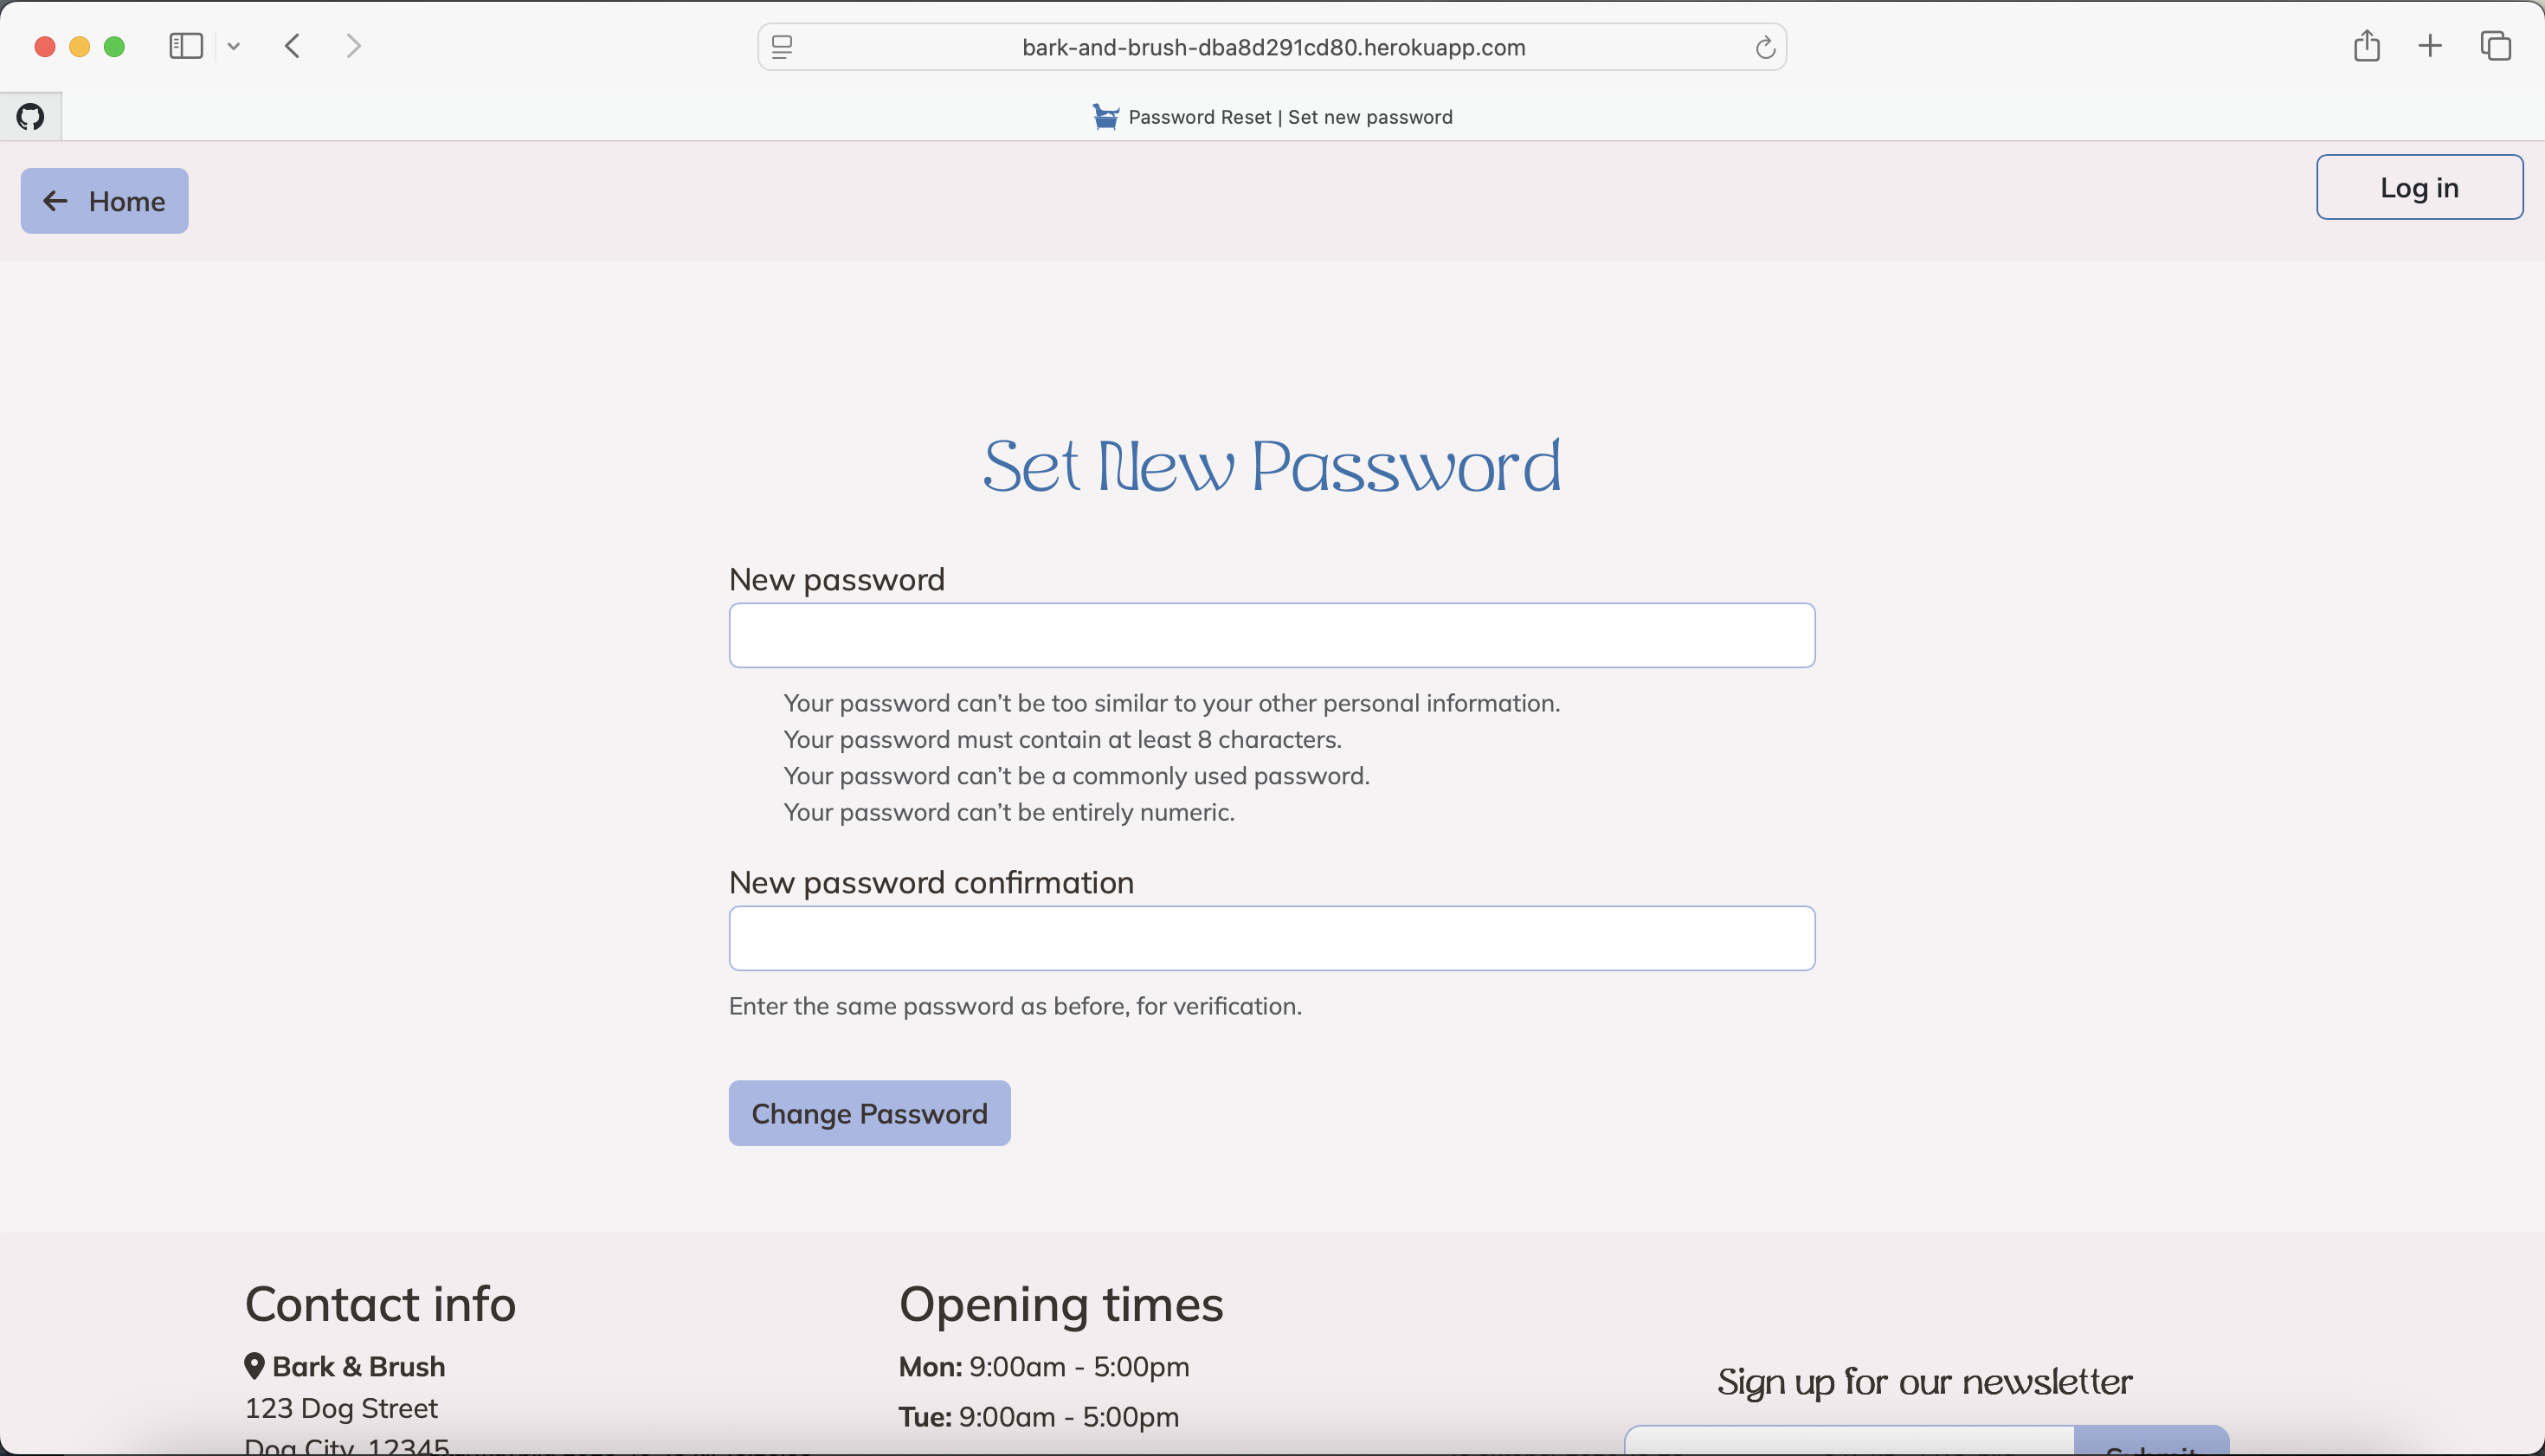 bark-and-brush-dba8d291cd80.herokuapp.com
Password Reset | Set new password
Home
Log in
Set New Password
New password
Your password can’t be too similar to your other personal information.
Your password must contain at least 8 characters.
Your password can’t be a commonly used password.
Your password can’t be entirely numeric.
New password confirmation
Enter the same password as before, for verification.
Change Password
Contact info
Bark & Brush
123 Dog Street
Dog City, 12345
Opening times
Mon: 9:00am - 5:00pm
Tue: 9:00am - 5:00pm
Sign up for our newsletter
Submit